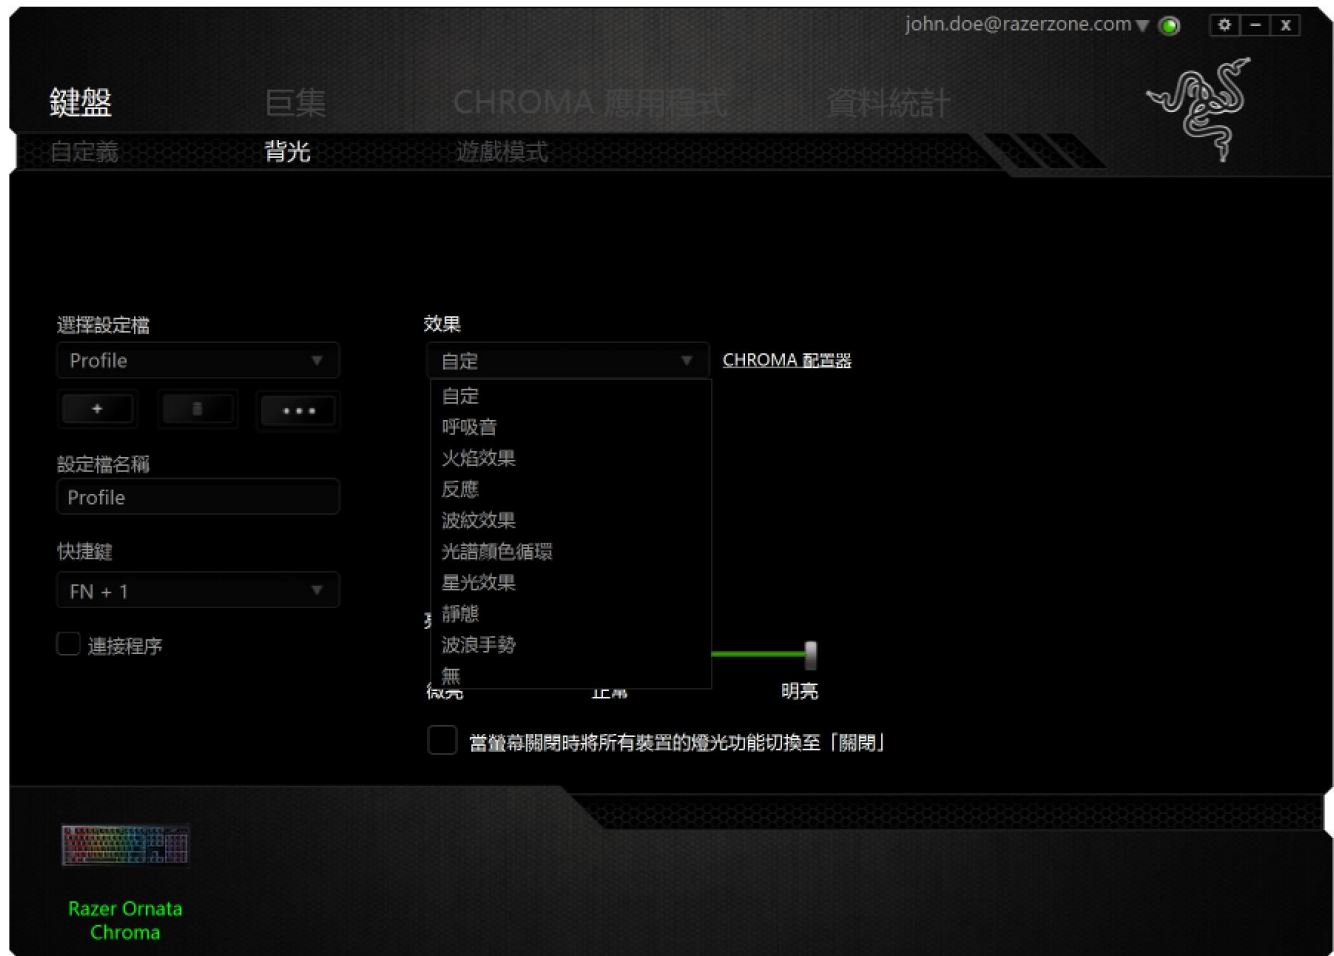 john.doe@razerzone.com
鍵盤 巨集 CHROMA 應用程式 資料統計
自定義 背光 遊戲模式
選擇設定檔
Profile
+
設定檔名稱
Profile
快捷鍵
FN + 1
連接程序
效果
自定 CHROMA 配置器
自定
呼吸音
火焰效果
反應
波紋效果
光譜顏色循環
星光效果
靜態
波浪手勢
無
微亮 正常 明亮
當螢幕關閉時將所有裝置的燈光功能切換至「關閉」
Razer Ornata
Chroma